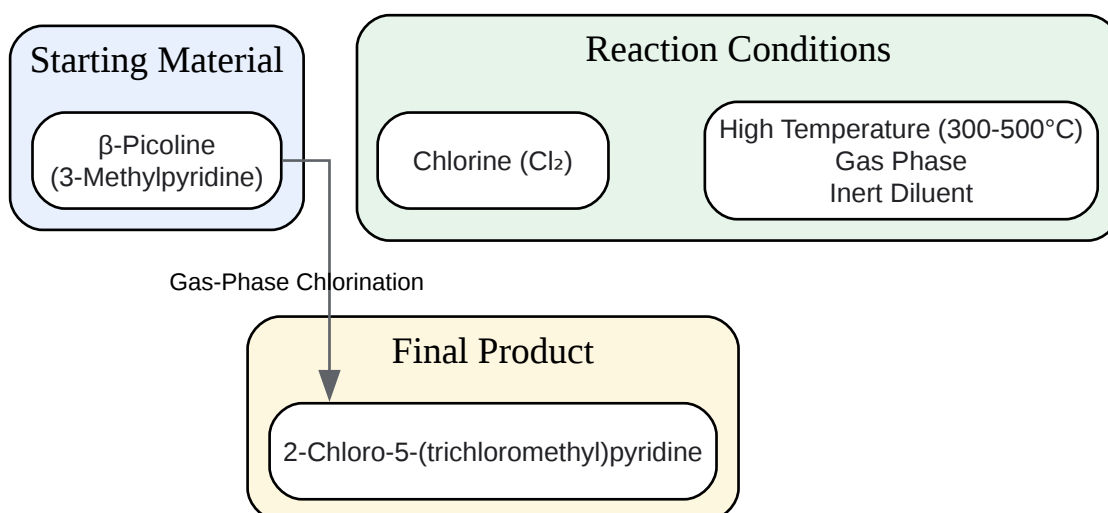 Starting Material
β-Picoline
(3-Methylpyridine)
Reaction Conditions
Chlorine (Cl₂)
High Temperature (300-500°C)
Gas Phase
Inert Diluent
Gas-Phase Chlorination
Final Product
2-Chloro-5-(trichloromethyl)pyridine